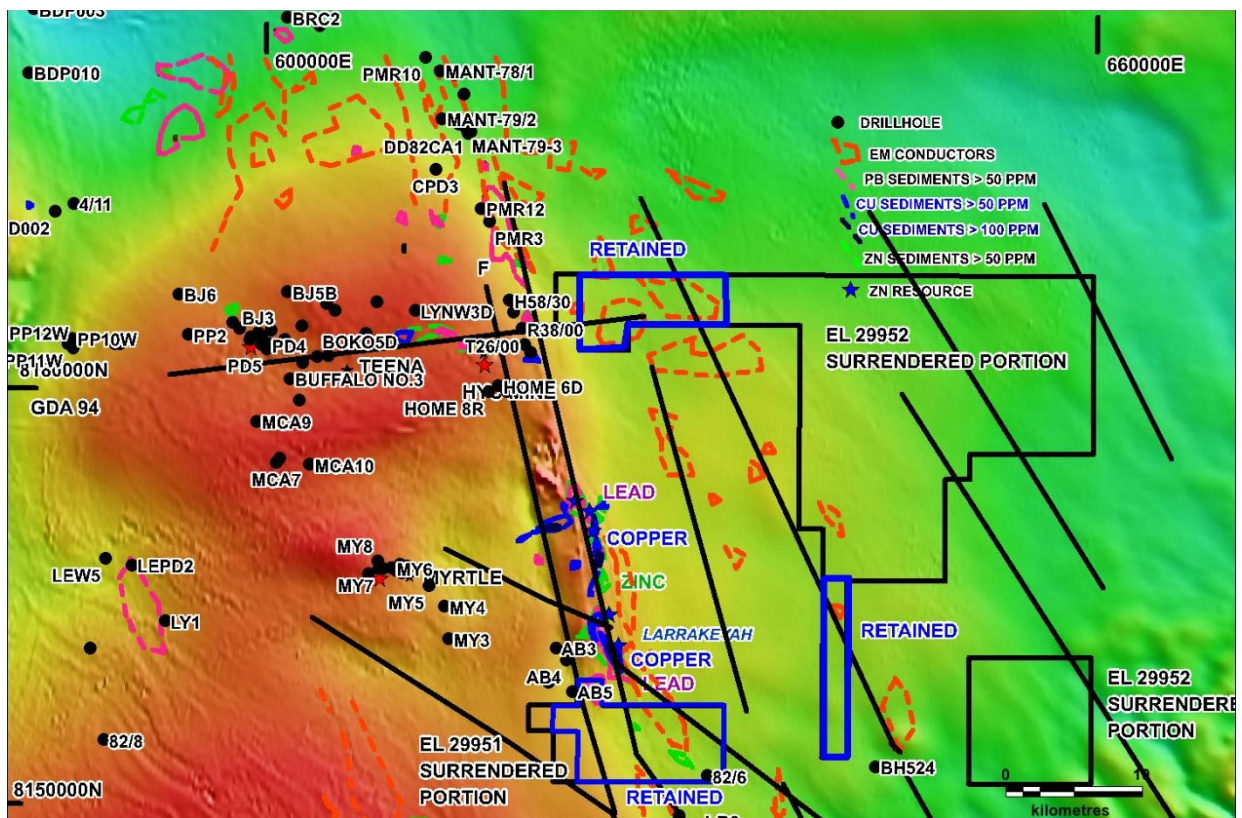 BDP003
BRC2
600000E
660000E
BDP010
PMR10
MANT-78/1
MANT-79/2
DD82CA1
MANT-79-3
CPD3
DRILLHOLE
EM CONDUCTORS
PB SEDIMENTS > 50 PPM
CU SEDIMENTS > 50 PPM
CU SEDIMENTS > 100 PPM
ZN SEDIMENTS > 50 PPM
ZN RESOURCE
4/11
D002
PMR12
PMR3
RETAINED
F
BJ6
BJ5B
H58/30
LYNW3D
BJ3
R38/00
EL 29952
SURRENDERED PORTION
PP12W
PP10W
PP2
PD4
BOKO5D
T26/00
PP11W
8160000N
PD5
TEENA
BUFFALO NO.3
HOME 6D
GDA 94
HOME 8R
MCA9
MCA10
MCA7
LEAD
COPPER
MY8
LEW5
LEPD2
MY6
MYRTLE
MY7
ZINC
MY5
MY4
LY1
MY3
LARRAKEYAH
RETAINED
AB3
COPPER
AB4
LEAD
AB5
EL 29952
SURRENDERED
PORTION
82/8
EL 29951
SURRENDERED
PORTION
82/6
BH524
0
10
8150000N
RETAINED
kilometres